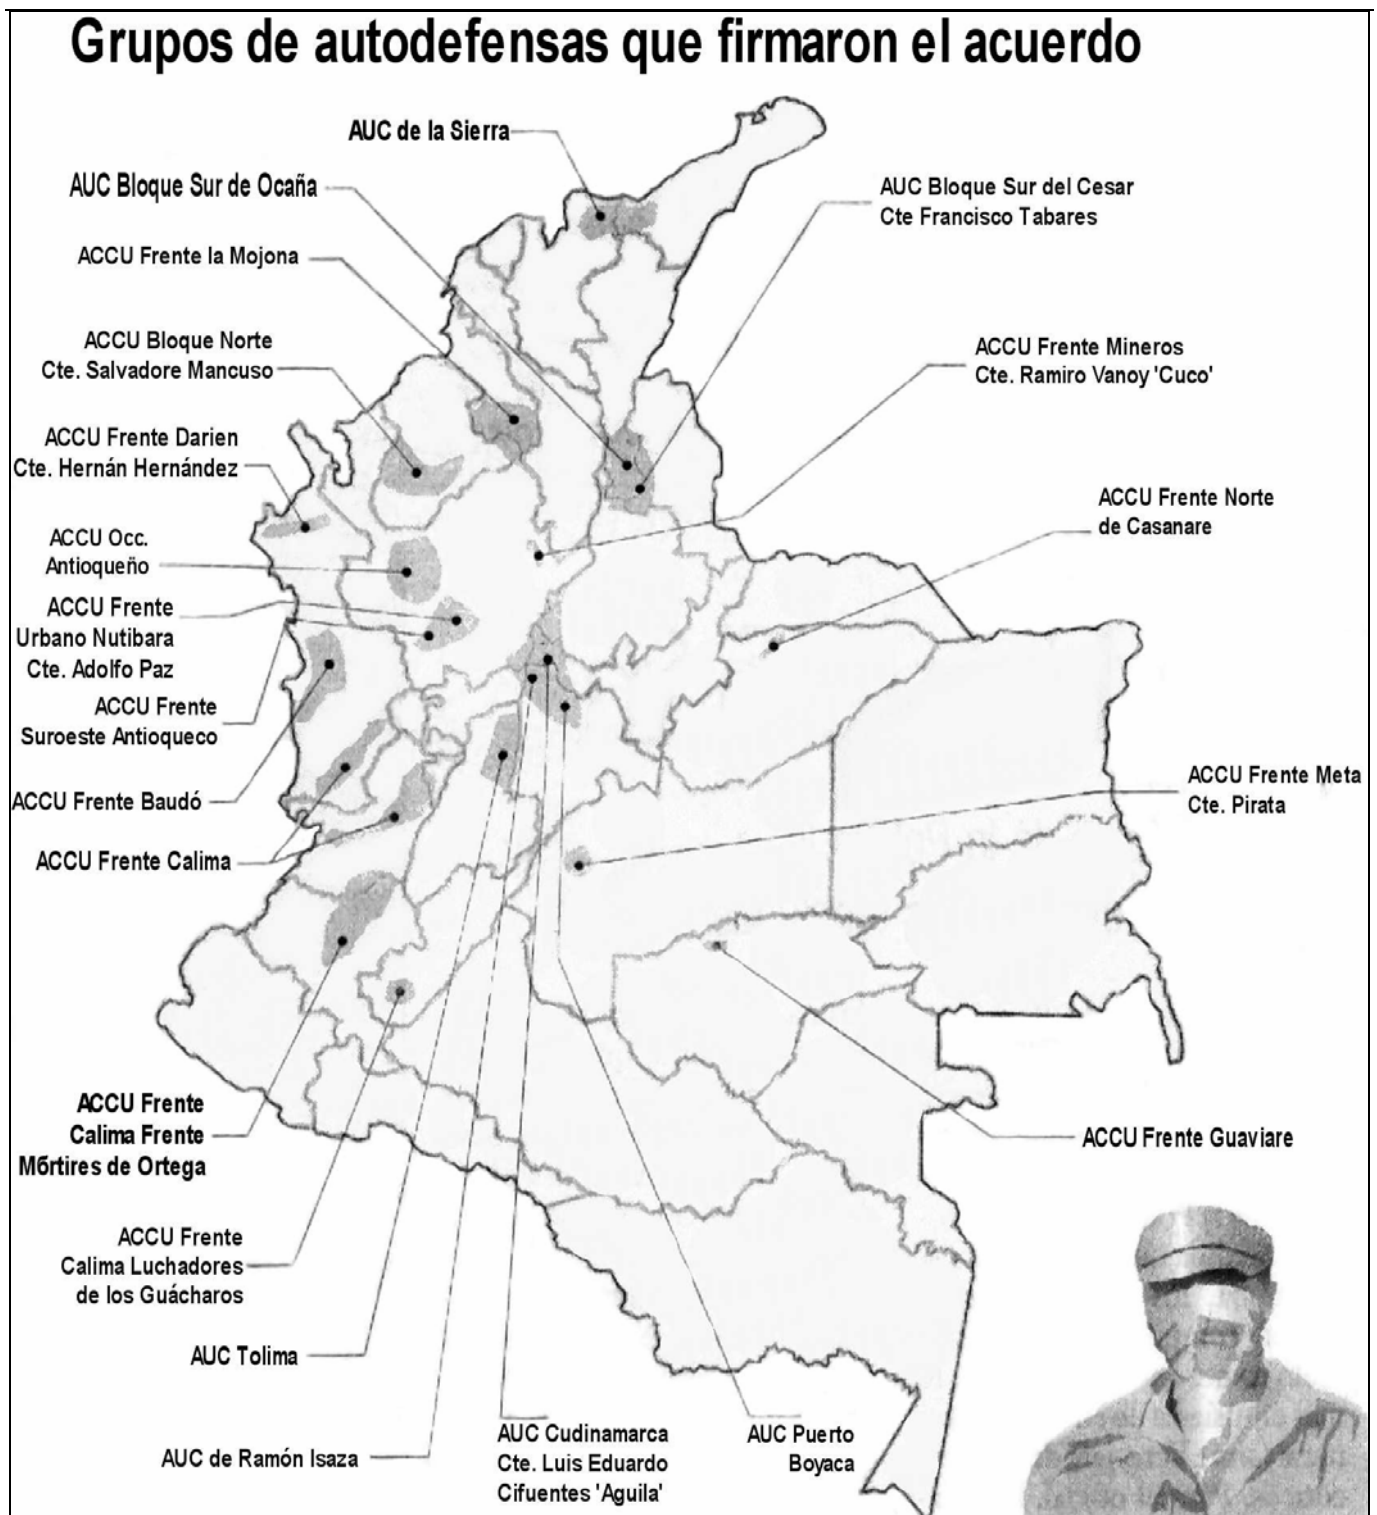 Grupos de autodefensas que firmaron el acuerdo
AUC de la Sierra
AUC Bloque Sur de Ocaña
AUC Bloque Sur del Cesar
Cte Francisco Tabares
ACCU Frente la Mojona
ACCU Bloque Norte
Cte. Salvadore Mancuso
ACCU Frente Mineros
Cte. Ramiro Vanoy 'Cuco'
ACCU Frente Darien
Cte. Hernán Hernández
ACCU Frente Norte
de Casanare
ACCU Occ.
Antioqueño
ACCU Frente
Urbano Nutibara
Cte. Adolfo Paz
ACCU Frente
Suroeste Antioqueco
ACCU Frente Baudó
ACCU Frente Meta
Cte. Pirata
ACCU Frente Calima
ACCU Frente
Calima Frente
Mбrtires de Ortega
ACCU Frente Guaviare
ACCU Frente
Calima Luchadores
de los Guácharos
AUC Tolima
AUC de Ramón Isaza
AUC Cudinamarca
Cte. Luis Eduardo
Cifuentes 'Aguila'
AUC Puerto
Boyaca